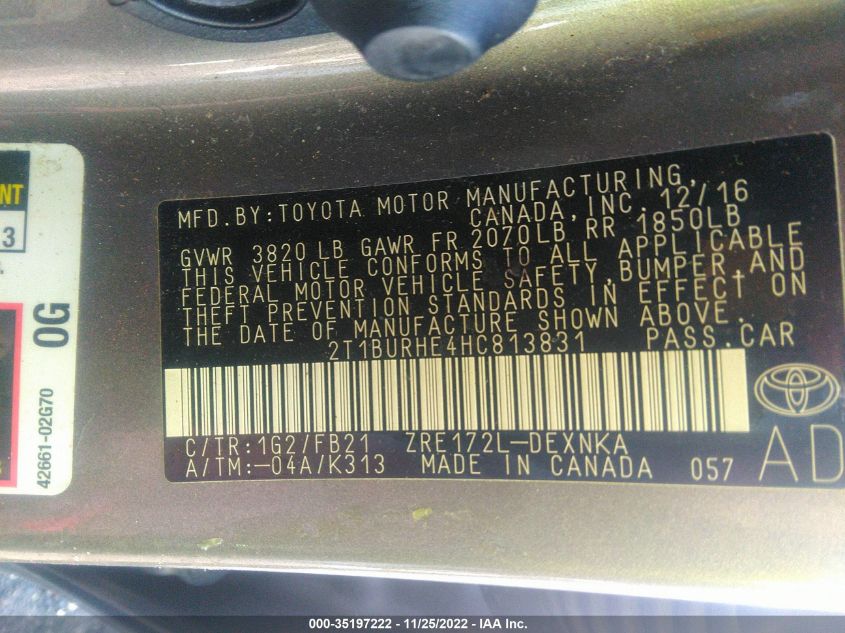 NT
3
0G
42661-02G70
MFD.BY:TOYOTA MOTOR MANUFACTURING,
CANADA, INC. 12/16
GVWR 3820 LB GAWR FR 2070LB RR 1850LB
THIS VEHICLE CONFORMS TO ALL APPLICABLE
FEDERAL MOTOR VEHICLE SAFETY, BUMPER AND
THEFT PREVENTION STANDARDS IN EFFECT ON
THE DATE OF MANUFACTURE SHOWN ABOVE.
2T1BURHE4HC813831 PASS.CAR
C/TR:1G2/FB21 ZRE172L-DEXNKA
A/TM:-04A/K313 MADE IN CANADA 057
AD
000-35197222 - 11/25/2022 - IAA Inc.